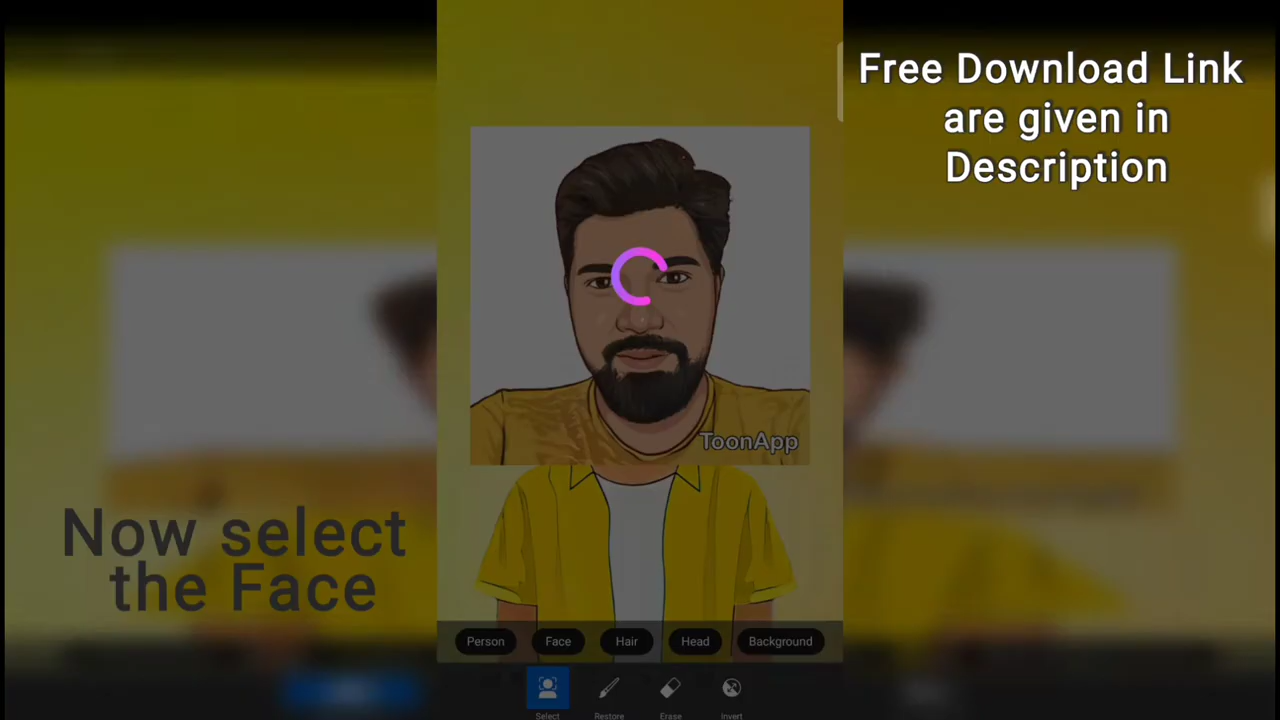 Free Download Link
are given in
Description
ToonApp
Now select
the Face
Person Face Hair Head Background
Select Restore Erase Invert